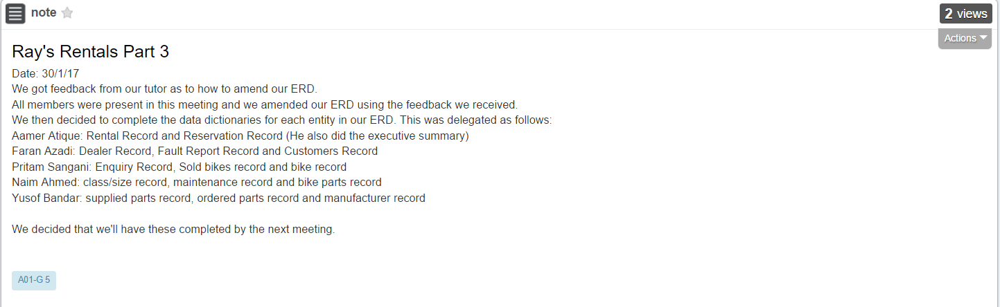 note
2 views
Actions
Ray's Rentals Part 3
Date: 30/1/17
We got feedback from our tutor as to how to amend our ERD.
All members were present in this meeting and we amended our ERD using the feedback we received.
We then decided to complete the data dictionaries for each entity in our ERD. This was delegated as follows:
Aamer Atique: Rental Record and Reservation Record (He also did the executive summary)
Faran Azadi: Dealer Record, Fault Report Record and Customers Record
Pritam Sangani: Enquiry Record, Sold bikes record and bike record
Naim Ahmed: class/size record, maintenance record and bike parts record
Yusof Bandar: supplied parts record, ordered parts record and manufacturer record
We decided that we'll have these completed by the next meeting.
A01-G 5